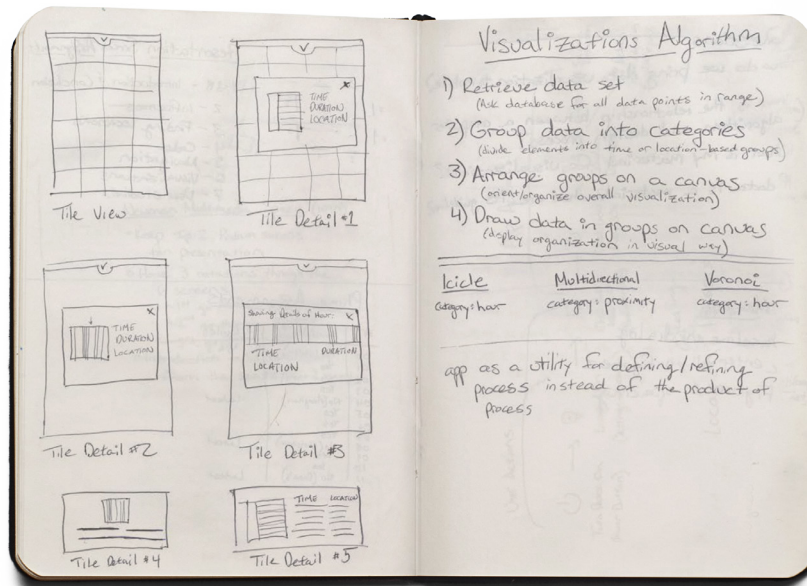 Tile View
x
TIME
DURATION
LOCATION
Tile Detail #1
x
TIME
DURATION
LOCATION
Tile Detail #2
x
of Hour:
TIME DURATION
LOCATION
Tile Detail #3
Tile Detail #4
TIME LOCATION
Tile Detail #5
Visualizations Algorithm
1) Retrieve data set
(Ask database for all data points in range)
2) Group data into categories
(divide elements into time or location-based groups)
3) Arrange groups on a canvas
(orient/organize overall visualization)
4) Draw data in groups on canvas
(display organization in visual way)
Icicle Multidirectional Voronoi
category: hour category: proximity category: hour
app as a utility for defining/refining
process instead of the product of
process